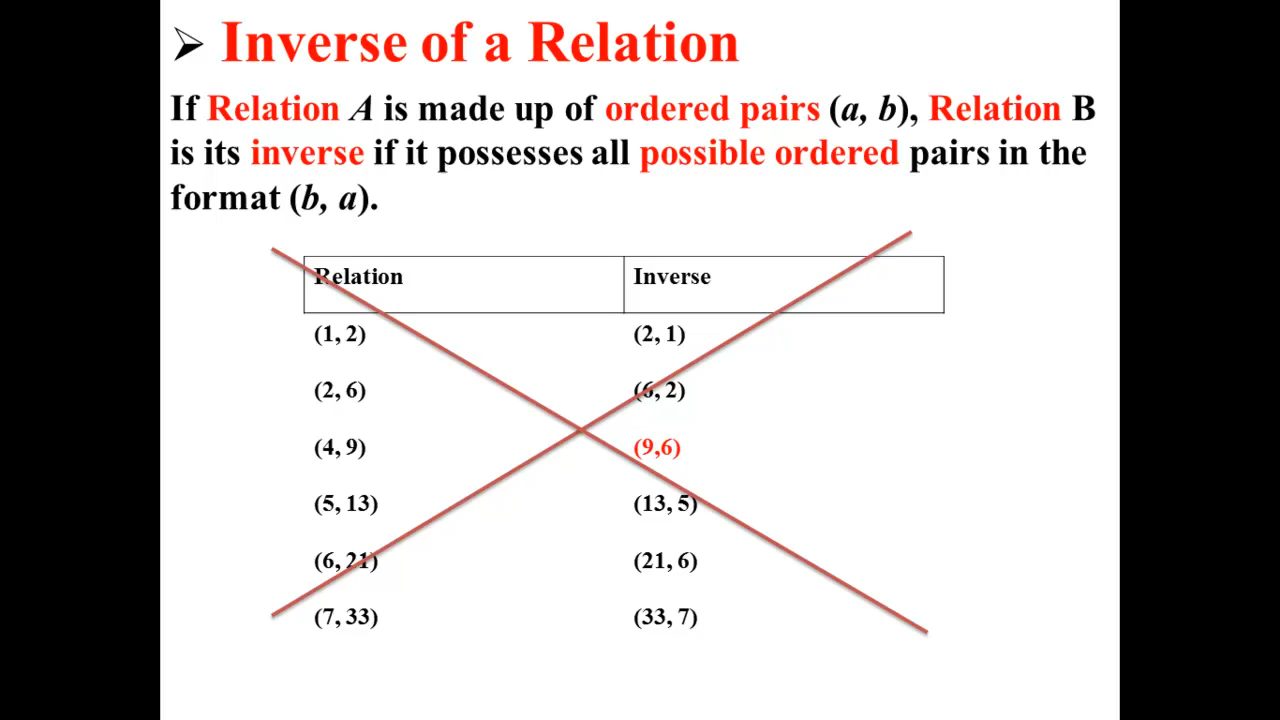 Inverse of a Relation
If Relation A is made up of ordered pairs (a, b), Relation B
is its inverse if it possesses all possible ordered pairs in the
format (b, a).
Relation Inverse
(1, 2) (2, 1)
(2, 6) (6, 2)
(4, 9) (9,6)
(5, 13) (13, 5)
(6, 21) (21, 6)
(7, 33) (33, 7)